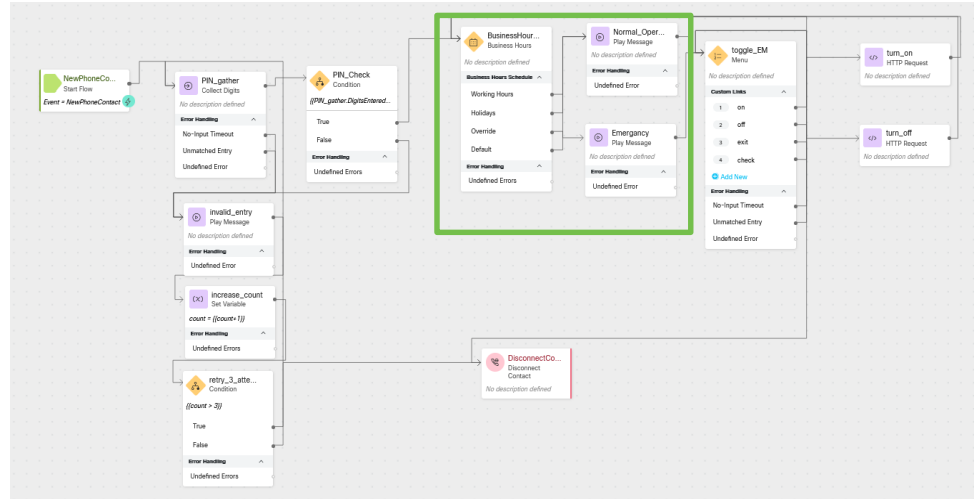 NewPhoneCo...
Start Flow
Event = NewPhoneContact
PIN_gather
Collect Digits
No description defined
Error Handling
No-Input Timeout
Unmatched Entry
Undefined Error
PIN_Check
Condition
{{PIN_gather.DigitsEntered...
True
False
Error Handling
Undefined Errors
invalid_entry
Play Message
No description defined
Error Handling
Undefined Error
(x)
increase_count
Set Variable
count = {{count+1}}
Error Handling
Undefined Errors
retry_3_atte...
Condition
{{count > 3}}
True
False
Error Handling
Undefined Errors
BusinessHour...
Business Hours
No description defined
Business Hours Schedule
Working Hours
Holidays
Override
Default
Error Handling
Undefined Errors
Normal_Oper...
Play Message
No description defined
Error Handling
Undefined Error
Emergancy
Play Message
No description defined
Error Handling
Undefined Error
toggle_EM
Menu
No description defined
Custom Links
1 on
2 off
3 exit
4 check
Add New
Error Handling
No-Input Timeout
Unmatched Entry
Undefined Error
</>
turn_on
HTTP Request
No description defined
</>
turn_off
HTTP Request
No description defined
DisconnectCo...
Disconnect
Contact
No description defined